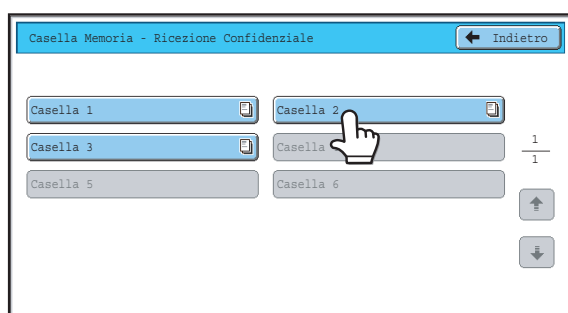 Casella Memoria - Ricezione Confidenziale
Indietro
Casella 1
Casella 2
Casella 3
Casella
Casella 5
Casella 6
1
1